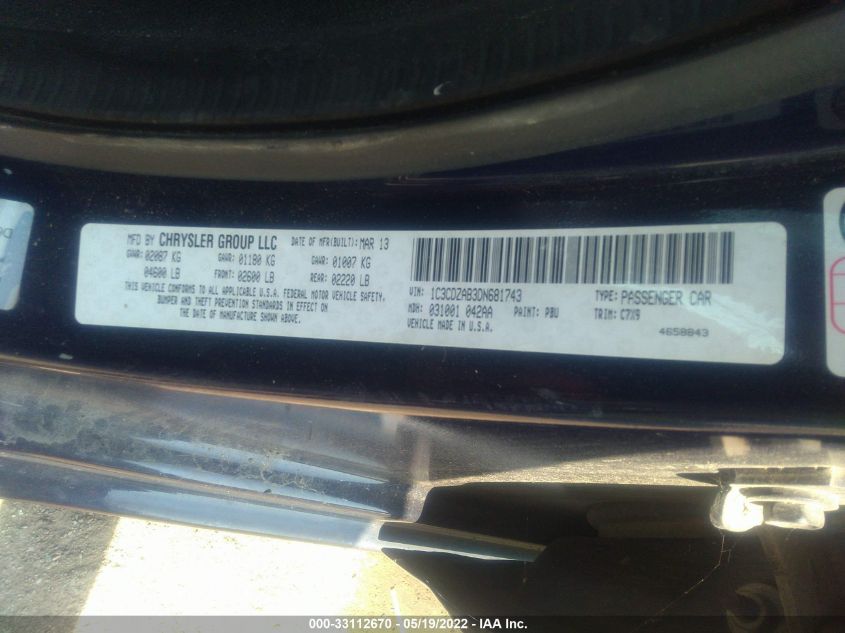 MFD BY CHRYSLER GROUP LLC DATE OF MFR(BUILT): MAR 13
GVWR: 02087 KG GAWR: 01180 KG GAWR: 01007 KG
04600 LB FRONT: 02600 LB REAR: 02220 LB
THIS VEHICLE CONFORMS TO ALL APPLICABLE U.S.A. FEDERAL MOTOR VEHICLE SAFETY,
BUMPER AND THEFT PREVENTION STANDARDS IN EFFECT ON
THE DATE OF MANUFACTURE SHOWN ABOVE.
VIN: 1C3CDZAB3DN681743 TYPE: PASSENGER CAR
MDH: 031001 042AA PAINT: PBU TRIM: C7X9
VEHICLE MADE IN U.S.A. 4658843
000-33112670 - 05/19/2022 - IAA Inc.